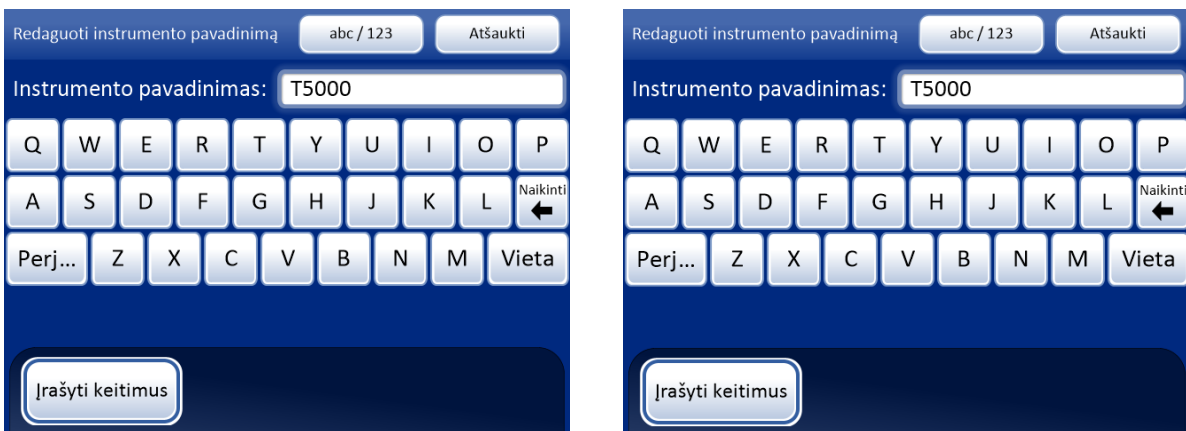 Redaguoti instrumento pavadinimą abc / 123 Atšaukti
Instrumento pavadinimas: T5000
Q W E R T Y U I O P
A S D F G H J K L Naikinti
Perj... Z X C V B N M Vieta
Įrašyti keitimus
Redaguoti instrumento pavadinimą abc / 123 Atšaukti
Instrumento pavadinimas: T5000
Q W E R T Y U I O P
A S D F G H J K L Naikinti
Perj... Z X C V B N M Vieta
Įrašyti keitimus